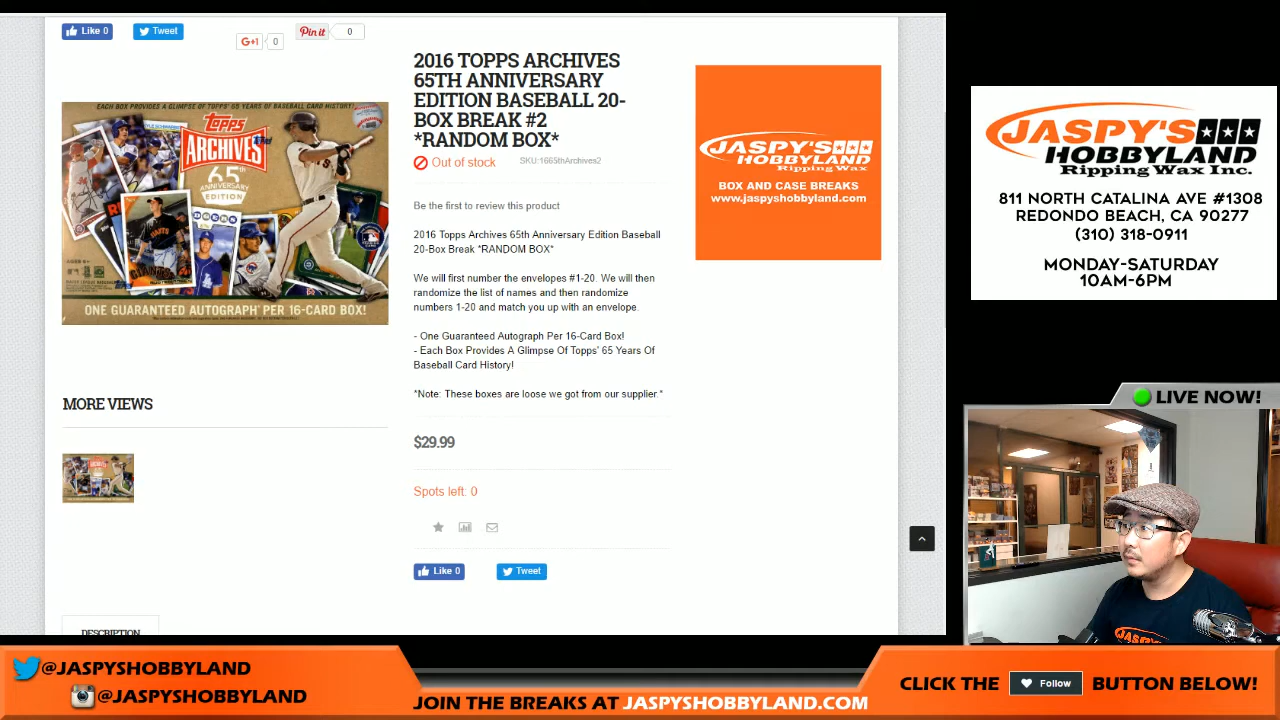 Like 0
Tweet
G+1 0
Pin it 0
EACH BOX PROVIDES A GLIMPSE OF TOPPS' 65 YEARS OF BASEBALL CARD HISTORY!
Topps
ARCHIVES
65TH
ANNIVERSARY
EDITION
GIANTS
ONE GUARANTEED AUTOGRAPH PER 16-CARD BOX!
MORE VIEWS
DESCRIPTION
2016 TOPPS ARCHIVES
65TH ANNIVERSARY
EDITION BASEBALL 20-
BOX BREAK #2
*RANDOM BOX*
Out of stock
SKU:1665thArchives2
Be the first to review this product
2016 Topps Archives 65th Anniversary Edition Baseball
20-Box Break *RANDOM BOX*
We will first number the envelopes #1-20. We will then
randomize the list of names and then randomize
numbers 1-20 and match you up with an envelope.
- One Guaranteed Autograph Per 16-Card Box!
- Each Box Provides A Glimpse Of Topps' 65 Years Of
Baseball Card History!
*Note: These boxes are loose we got from our supplier.*
$29.99
Spots left: 0
Like 0
Tweet
JASPY'S
HOBBYLAND
Ripping Wax
BOX AND CASE BREAKS
www.jaspyshobbyland.com
JASPY'S
HOBBYLAND
Ripping Wax Inc.
811 NORTH CATALINA AVE #1308
REDONDO BEACH, CA 90277
(310) 318-0911
MONDAY-SATURDAY
10AM-6PM
LIVE NOW!
@JASPYSHOBBYLAND
@JASPYSHOBBYLAND
JOIN THE BREAKS AT JASPYSHOBBYLAND.COM
CLICK THE Follow BUTTON BELOW!